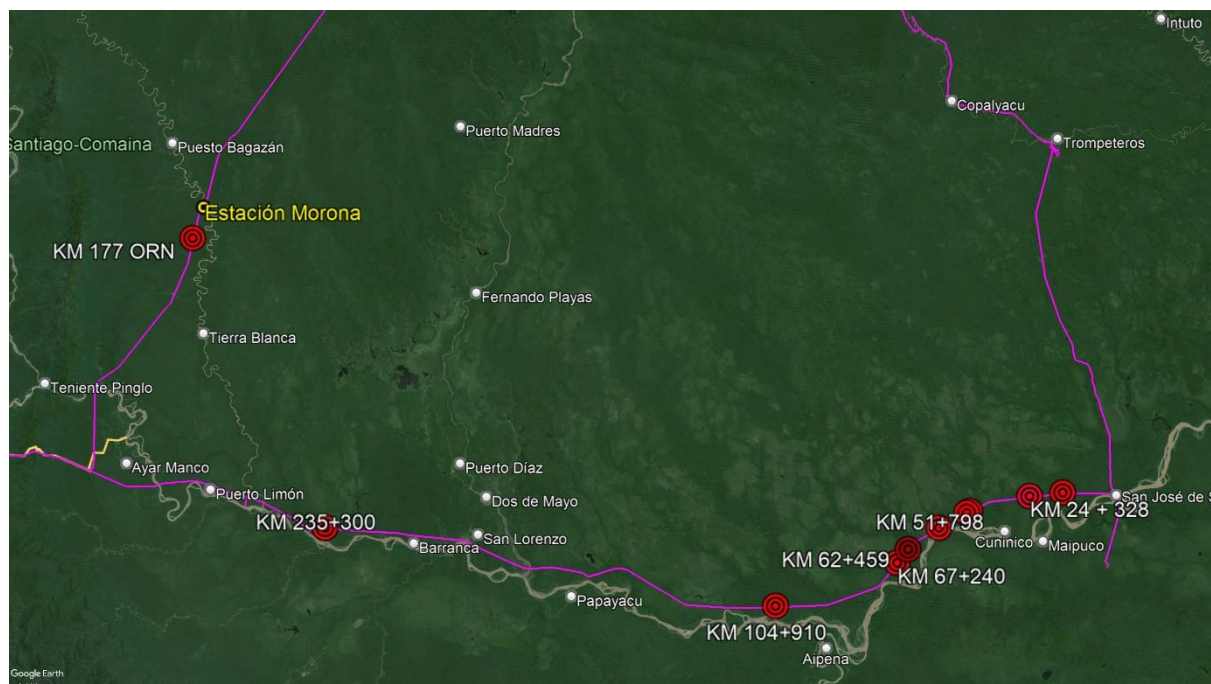 Intuto
Copalyacu
Puerto Madres
Trompeteros
Santiago-Comaina
Puesto Bagazán
Estación Morona
KM 177 ORN
Fernando Playas
Tierra Blanca
Teniente Pinglo
Ayar Manco
Puerto Díaz
Puerto Limón
Dos de Mayo
San José de S
KM 24 + 328
KM 235+300
KM 51+798
San Lorenzo
Barranca
Cuninico
Maipuco
KM 62+459
KM 67+240
Papayacu
KM 104+910
Aipena
Google Earth